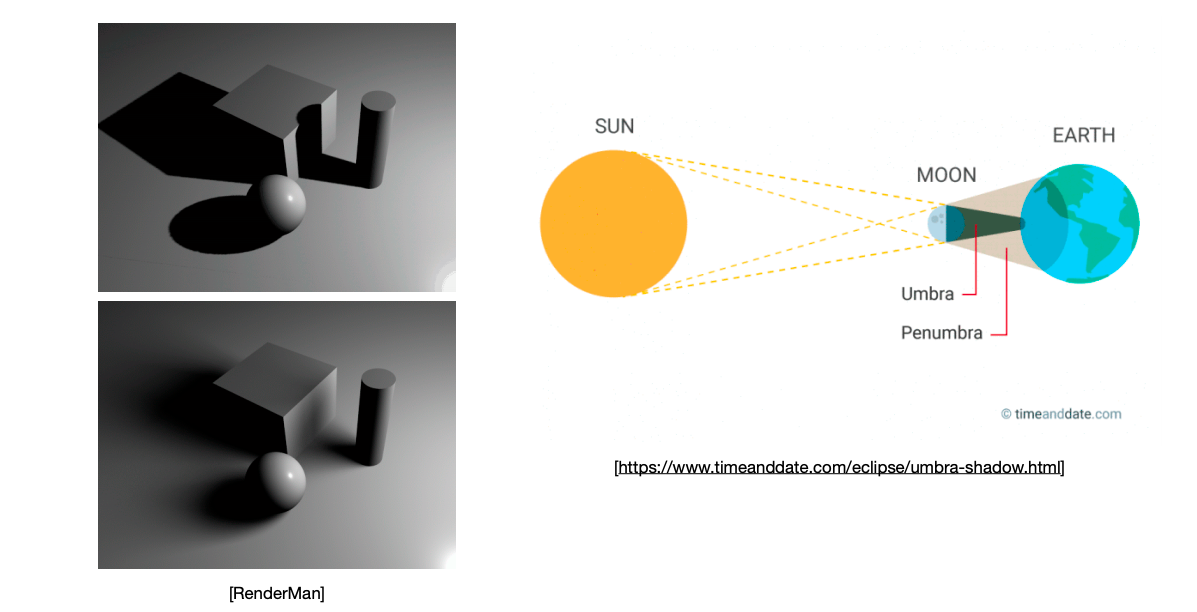 SUN
EARTH
MOON
Umbra
Penumbra
© timeanddate.com
[https://www.timeanddate.com/eclipse/umbra-shadow.html]
[RenderMan]